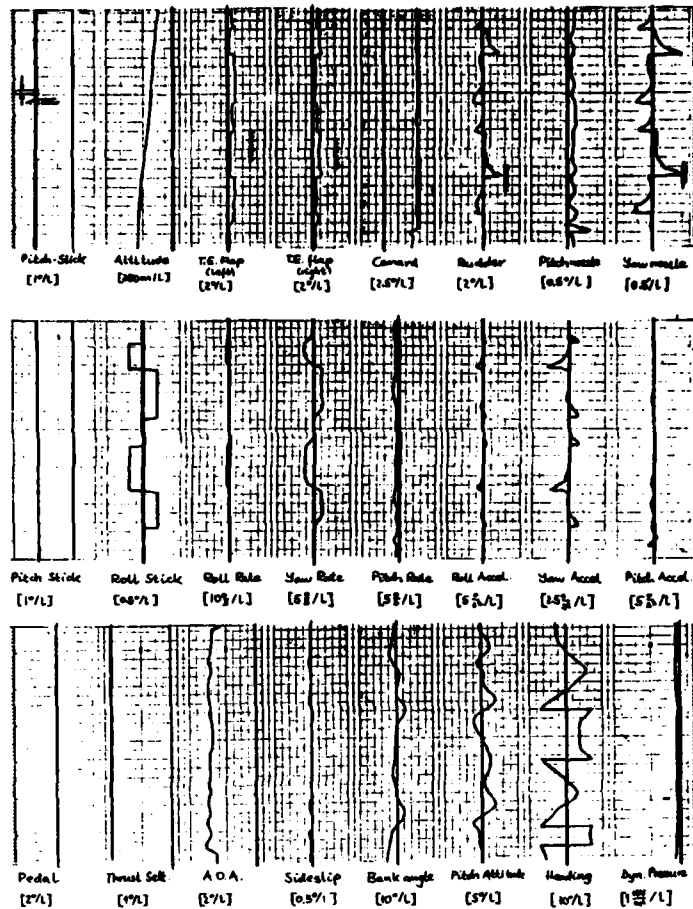 Pitch-Stick Altitude T.E. Flap (left) T.E. flap (right) Canard Rudder Pitch nozzle Yaw nozzle
[1°/L] [200m/L] [2°/L] [2°/L] [2.5°/L] [2°/L] [0.5°/L] [0.5°/L]
Pitch Stick Roll Stick Roll Rate Yaw Rate Pitch Rate Roll Accel. Yaw Accel Pitch Accel.
[1°/L] [0.5°/L]
Pedal Thrust Sett. A.O.A. Sideslip Bank angle Pitch Attitude Heading Dyn. Pressure
[2°/L] [1°/L] [2°/L] [10°/L] [5°/L] [10°/L]